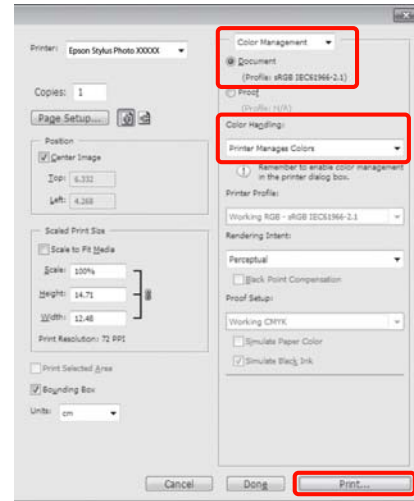 Printer: Epson Stylus Photo XXXXX
Copies: 1
Page Setup...
Position
Center Image
Top: 6.332
Left: 4.268
Scaled Print Size
Scale to Fit Media
Scale: 100%
Height: 14.71
Width: 12.48
Print Resolution: 72 PPI
Print Selected Area
Bounding Box
Units: cm
Color Management
Document
(Profile: sRGB IEC61966-2.1)
Proof
(Profile: N/A)
Color Handling:
Printer Manages Colors
Remember to enable color management
in the printer dialog box.
Printer Profile:
Working RGB - sRGB IEC61966-2.1
Rendering Intent:
Perceptual
Black Point Compensation
Proof Setup:
Working CMYK
Simulate Paper Color
Simulate Black Ink
Cancel
Done
Print...